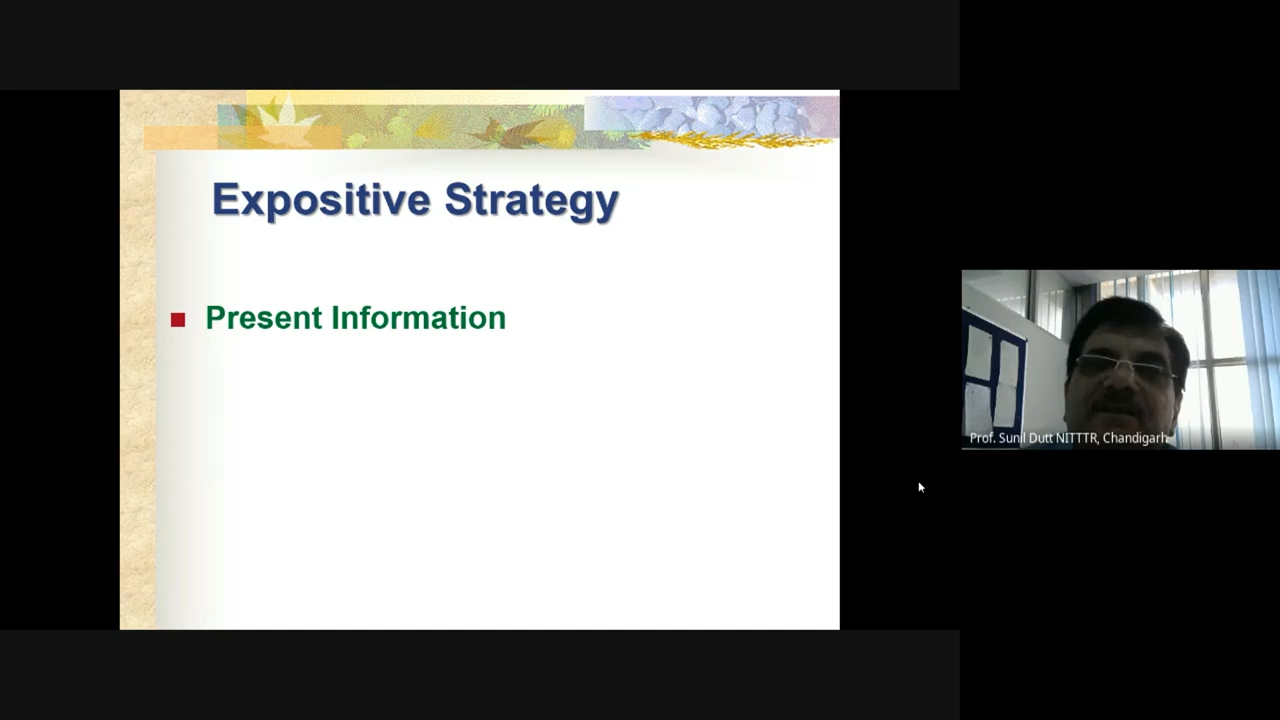 Expositive Strategy
Present Information
Prof. Sunil Dutt NITTTR, Chandigarh